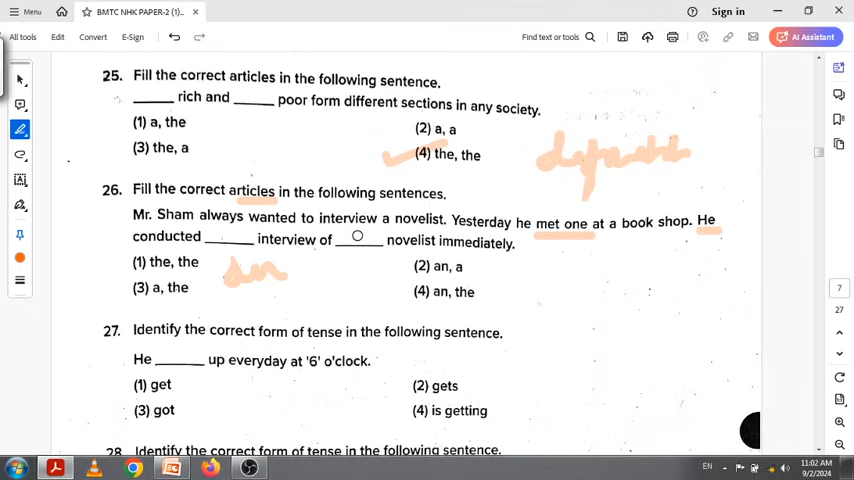 Menu
BMTC NHK PAPER-2 (1)...
Sign in
All tools
Edit
Convert
E-Sign
Find text or tools
AI Assistant
25. Fill the correct articles in the following sentence.
_____ rich and _____ poor form different sections in any society.
(1) a, the
(2) a, a
(3) the, a
(4) the, the
26. Fill the correct articles in the following sentences.
Mr. Sham always wanted to interview a novelist. Yesterday he met one at a book shop. He
conducted _____ interview of _____ novelist immediately.
(1) the, the
(2) an, a
(3) a, the
(4) an, the
27. Identify the correct form of tense in the following sentence.
He _____ up everyday at '6' o'clock.
(1) get
(2) gets
(3) got
(4) is getting
28. Identify the correct form of tense in the following sentences.
7
27
EN
11:02 AM
9/2/2024